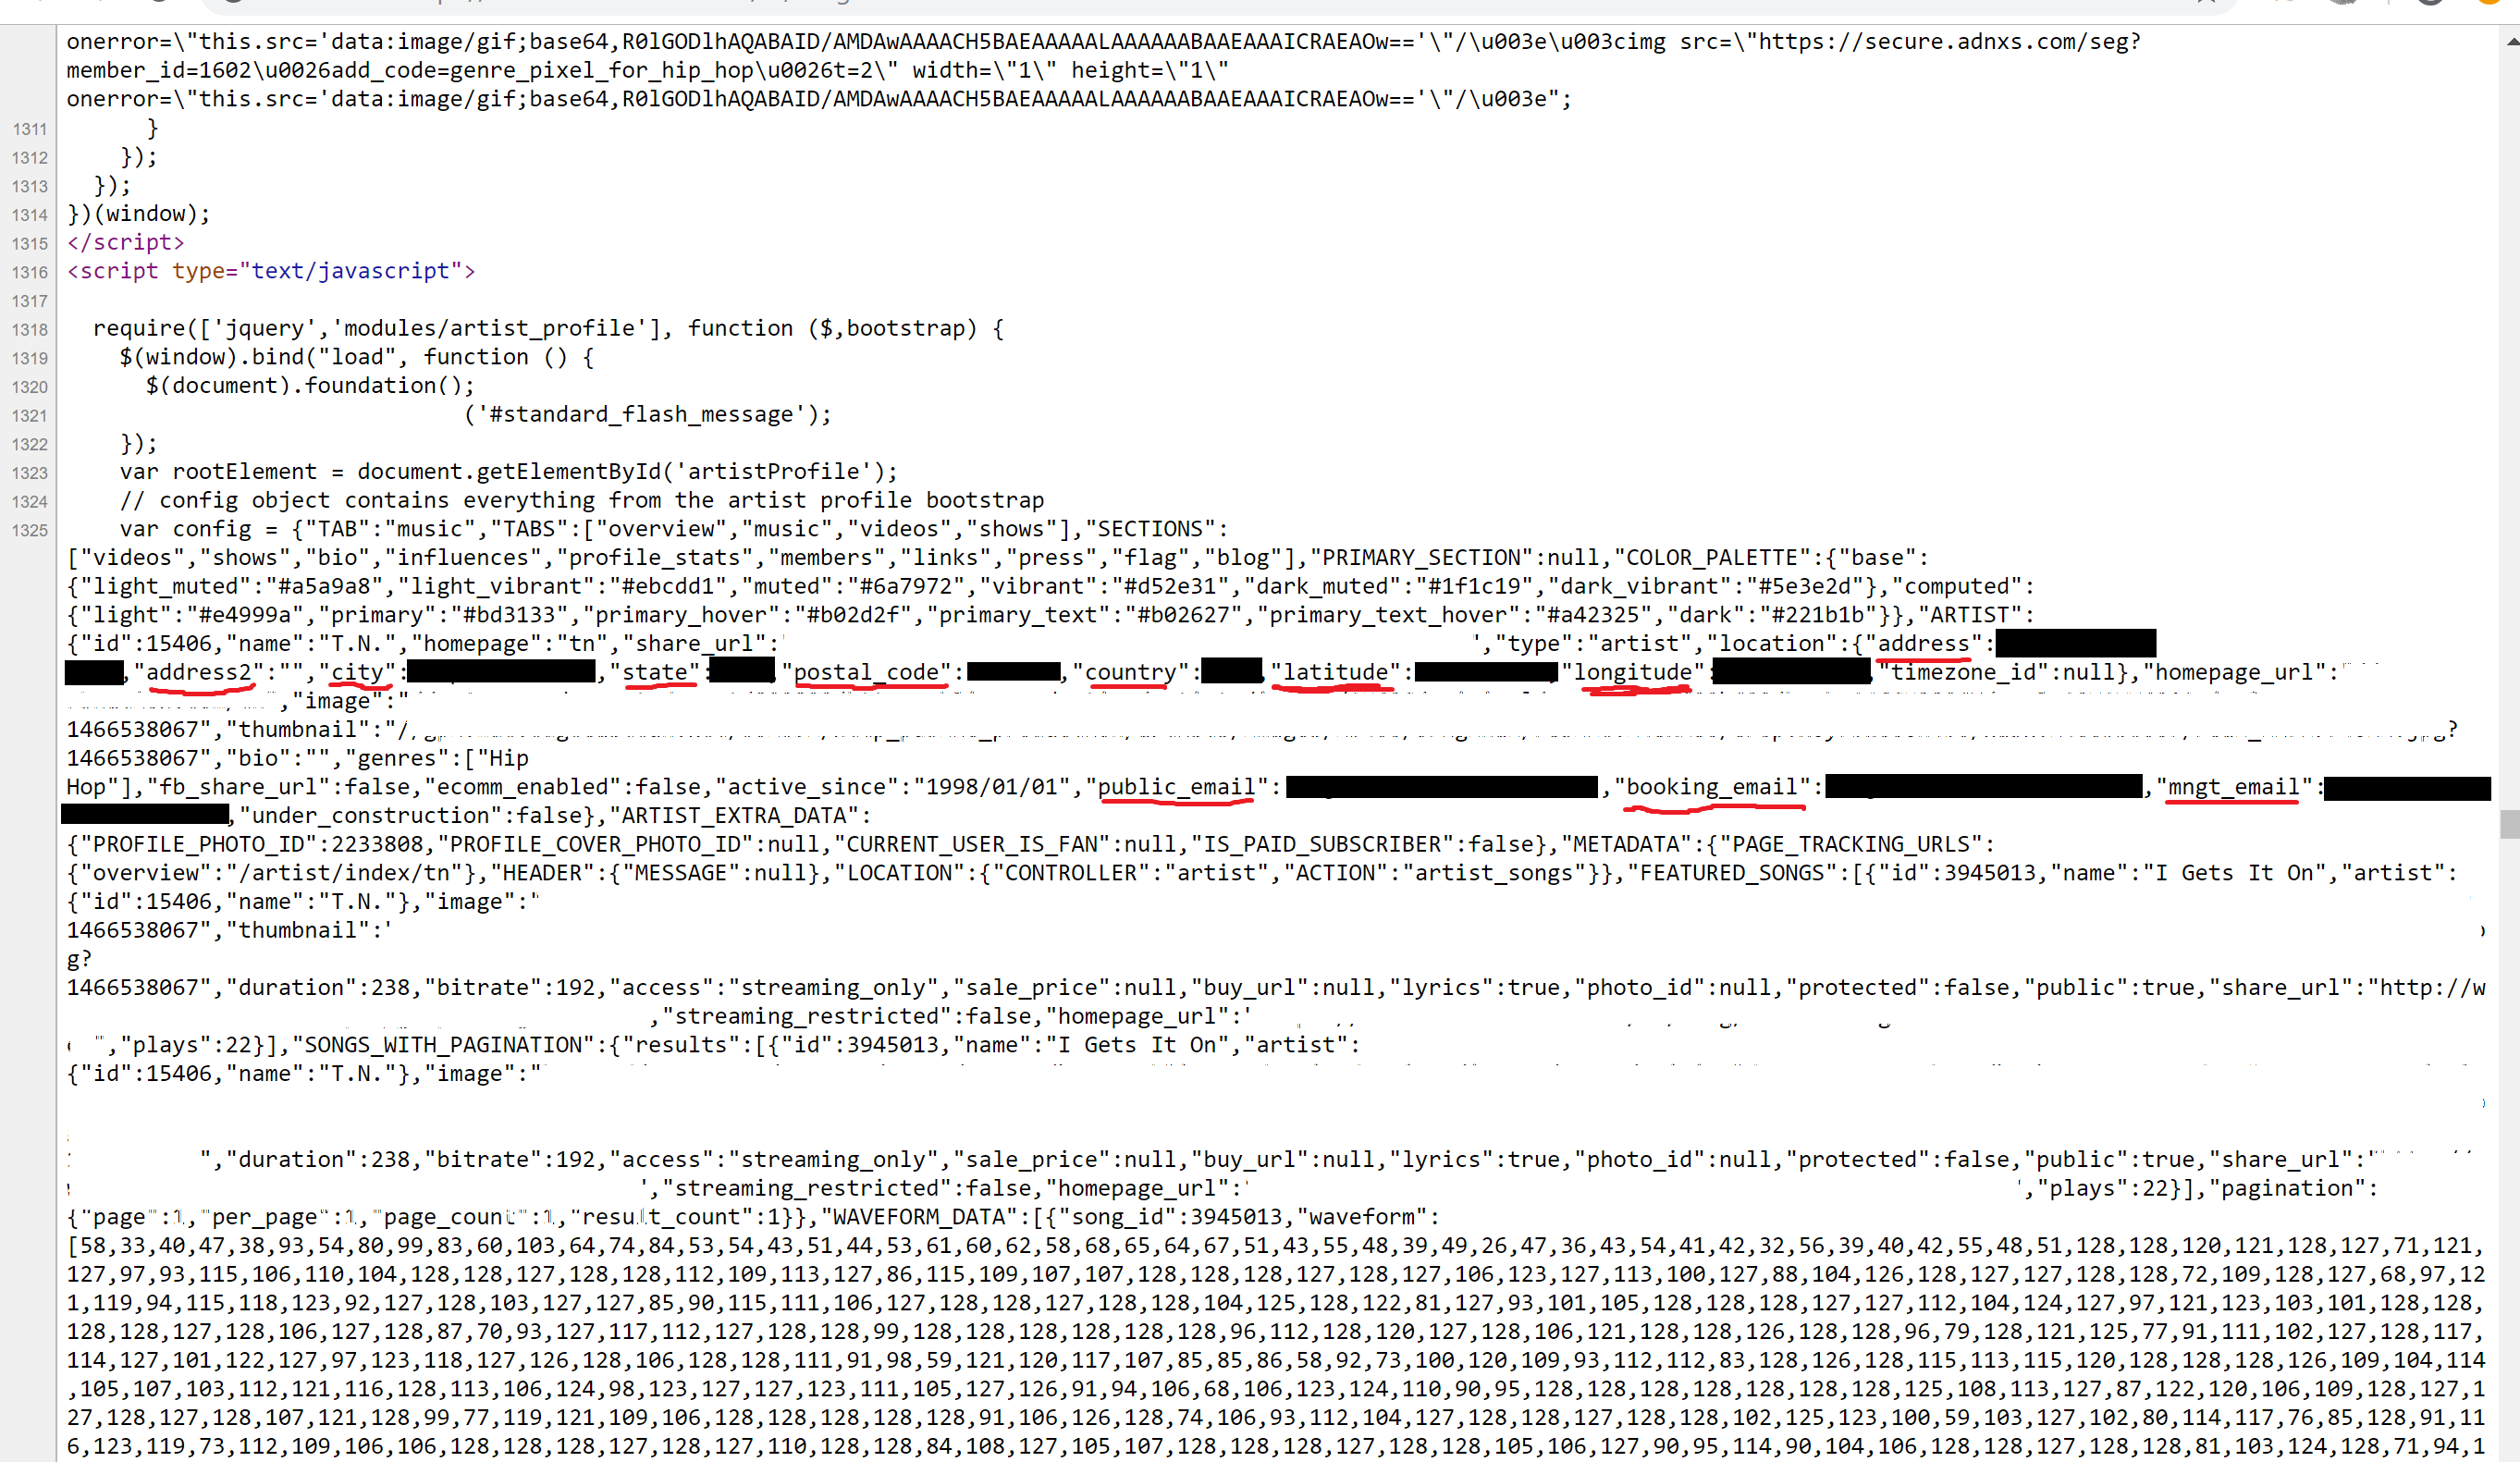 onerror=\"this.src='data:image/gif;base64,R0lGODlhAQABAID/AMDAwAAAACH5BAEAAAAALAAAAAABAAEAAAICRAEAOw=='\"/\u003e\u003cimg src=\"https://secure.adnxs.com/seg?
member_id=1602\u0026add_code=genre_pixel_for_hip_hop\u0026t=2\" width=\"1\" height=\"1\"
onerror=\"this.src='data:image/gif;base64,R0lGODlhAQABAID/AMDAwAAAACH5BAEAAAAALAAAAAABAAEAAAICRAEAOw=='\"/\u003e";
1311 }
1312 });
1313 });
1314 })(window);
1315 </script>
1316 <script type="text/javascript">
1317
1318 require(['jquery','modules/artist_profile'], function ($,bootstrap) {
1319 $(window).bind("load", function () {
1320 $(document).foundation();
1321 ('#standard_flash_message');
1322 });
1323 var rootElement = document.getElementById('artistProfile');
1324 // config object contains everything from the artist profile bootstrap
1325 var config = {"TAB":"music","TABS":["overview","music","videos","shows"],"SECTIONS":
["videos","shows","bio","influences","profile_stats","members","links","press","flag","blog"],"PRIMARY_SECTION":null,"COLOR_PALETTE":{"base":
{"light_muted":"#a5a9a8","light_vibrant":"#ebcdd1","muted":"#6a7972","vibrant":"#d52e31","dark_muted":"#1f1c19","dark_vibrant":"#5e3e2d"},"computed":
{"light":"#e4999a","primary":"#bd3133","primary_hover":"#b02d2f","primary_text":"#b02627","primary_text_hover":"#a42325","dark":"#221b1b"}},"ARTIST":
{"id":15406,"name":"T.N.","homepage":"tn","share_url":' ',"type":"artist","location":{"address":
,"address2":"","city": ,"state": ,"postal_code": ,"country": ,"latitude": ,"longitude": ,"timezone_id":null},"homepage_url":"
,"image":"
1466538067","thumbnail":"/ ?
1466538067","bio":"","genres":["Hip
Hop"],"fb_share_url":false,"ecomm_enabled":false,"active_since":"1998/01/01","public_email": ,"booking_email": ,"mngt_email":
,"under_construction":false},"ARTIST_EXTRA_DATA":
{"PROFILE_PHOTO_ID":2233808,"PROFILE_COVER_PHOTO_ID":null,"CURRENT_USER_IS_FAN":null,"IS_PAID_SUBSCRIBER":false},"METADATA":{"PAGE_TRACKING_URLS":
{"overview":"/artist/index/tn"},"HEADER":{"MESSAGE":null},"LOCATION":{"CONTROLLER":"artist","ACTION":"artist_songs"}},"FEATURED_SONGS":[{"id":3945013,"name":"I Gets It On","artist":
{"id":15406,"name":"T.N."},"image":"
1466538067","thumbnail":'
g?
1466538067","duration":238,"bitrate":192,"access":"streaming_only","sale_price":null,"buy_url":null,"lyrics":true,"photo_id":null,"protected":false,"public":true,"share_url":"http://w
,"streaming_restricted":false,"homepage_url":'
","plays":22}],"SONGS_WITH_PAGINATION":{"results":[{"id":3945013,"name":"I Gets It On","artist":
{"id":15406,"name":"T.N."},"image":"
","duration":238,"bitrate":192,"access":"streaming_only","sale_price":null,"buy_url":null,"lyrics":true,"photo_id":null,"protected":false,"public":true,"share_url":'
',"streaming_restricted":false,"homepage_url":' ',"plays":22}],"pagination":
{"page":1,"per_page":1,"page_count":1,"result_count":1}},"WAVEFORM_DATA":[{"song_id":3945013,"waveform":
[58,33,40,47,38,93,54,80,99,83,60,103,64,74,84,53,54,43,51,44,53,61,60,62,58,68,65,64,67,51,43,55,48,39,49,26,47,36,43,54,41,42,32,56,39,40,42,55,48,51,128,128,120,121,128,127,71,121,
127,97,93,115,106,110,104,128,128,127,128,128,112,109,113,127,86,115,109,107,107,128,128,128,127,128,127,106,123,127,113,100,127,88,104,126,128,127,127,128,128,72,109,128,127,68,97,12
1,119,94,115,118,123,92,127,128,103,127,127,85,90,115,111,106,127,128,128,127,128,128,104,125,128,122,81,127,93,101,105,128,128,128,127,127,112,104,124,127,97,121,123,103,101,128,128,
128,128,127,128,106,127,128,87,70,93,127,117,112,127,128,128,99,128,128,128,128,128,128,96,112,128,120,127,128,106,121,128,128,126,128,128,96,79,128,121,125,77,91,111,102,127,128,117,
114,127,101,122,127,97,123,118,127,126,128,106,128,128,111,91,98,59,121,120,117,107,85,85,86,58,92,73,100,120,109,93,112,112,83,128,126,128,115,113,115,120,128,128,128,126,109,104,114
,105,107,103,112,121,116,128,113,106,124,98,123,127,127,123,111,105,127,126,91,94,106,68,106,123,124,110,90,95,128,128,128,128,128,128,128,125,108,113,127,87,122,120,106,109,128,127,1
27,128,127,128,107,121,128,99,77,119,121,109,106,128,128,128,128,128,91,106,126,128,74,106,93,112,104,127,128,128,127,128,128,102,125,123,100,59,103,127,102,80,114,117,76,85,128,91,11
6,123,119,73,112,109,106,106,128,128,128,127,128,127,110,128,128,84,108,127,105,107,128,128,128,127,128,128,105,106,127,90,95,114,90,104,106,128,128,127,128,128,81,103,124,128,71,94,1